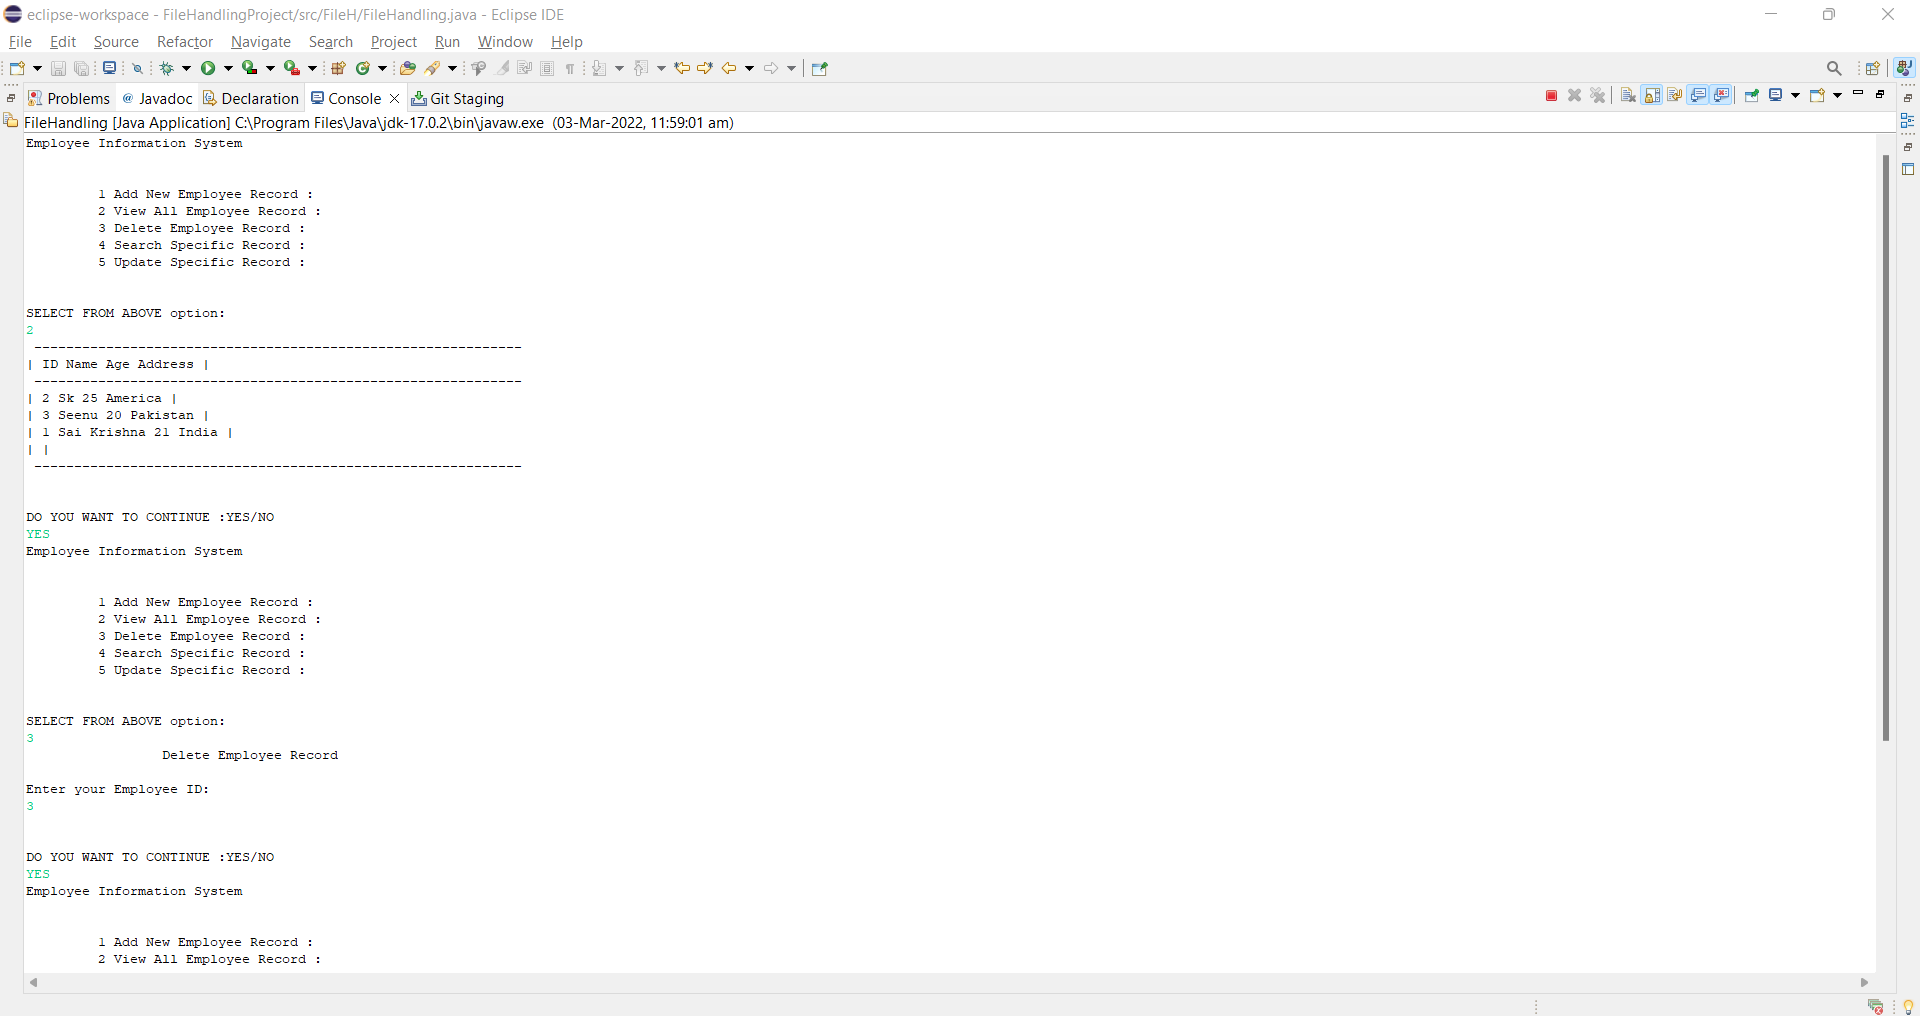 eclipse-workspace - FileHandlingProject/src/FileH/FileHandling.java - Eclipse IDE
File Edit Source Refactor Navigate Search Project Run Window Help
Problems @ Javadoc Declaration Console Git Staging
FileHandling [Java Application] C:\Program Files\Java\jdk-17.0.2\bin\javaw.exe (03-Mar-2022, 11:59:01 am)
Employee Information System
1 Add New Employee Record :
2 View All Employee Record :
3 Delete Employee Record :
4 Search Specific Record :
5 Update Specific Record :
SELECT FROM ABOVE option:
2
-------------------------------------------------------------
| ID Name Age Address |
-------------------------------------------------------------
| 2 Sk 25 America |
| 3 Seenu 20 Pakistan |
| 1 Sai Krishna 21 India |
| |
-------------------------------------------------------------
DO YOU WANT TO CONTINUE :YES/NO
YES
Employee Information System
1 Add New Employee Record :
2 View All Employee Record :
3 Delete Employee Record :
4 Search Specific Record :
5 Update Specific Record :
SELECT FROM ABOVE option:
3
Delete Employee Record
Enter your Employee ID:
3
DO YOU WANT TO CONTINUE :YES/NO
YES
Employee Information System
1 Add New Employee Record :
2 View All Employee Record :